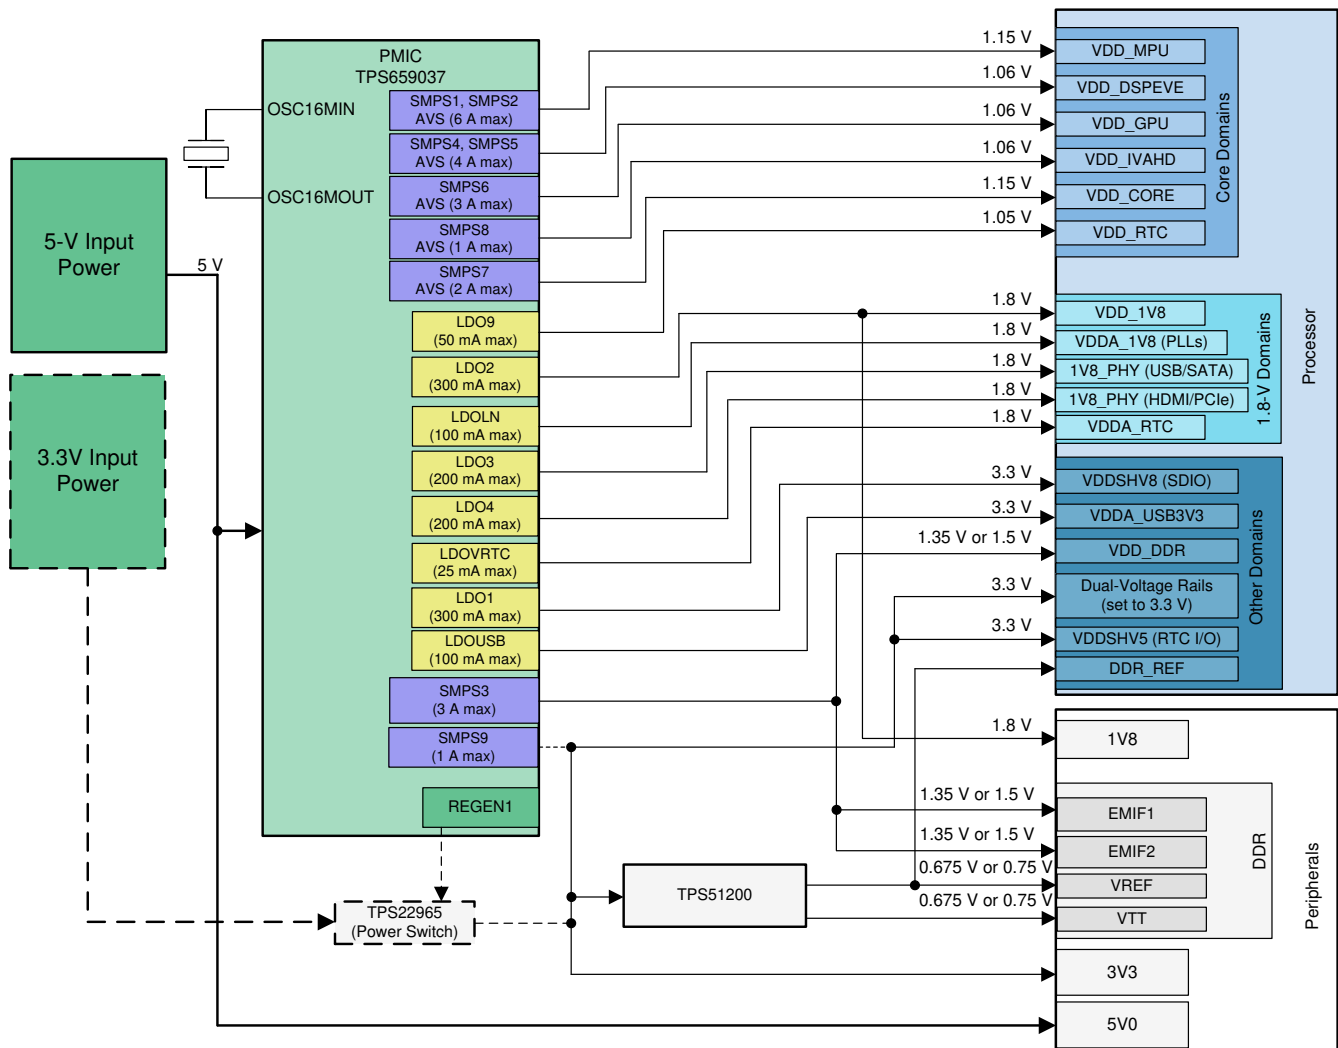 PMIC
TPS659037
OSC16MIN
OSC16MOUT
5-V Input
Power
5 V
3.3V Input
Power
SMPS1, SMPS2
AVS (6 A max)
SMPS4, SMPS5
AVS (4 A max)
SMPS6
AVS (3 A max)
SMPS8
AVS (1 A max)
SMPS7
AVS (2 A max)
LDO9
(50 mA max)
LDO2
(300 mA max)
LDOLN
(100 mA max)
LDO3
(200 mA max)
LDO4
(200 mA max)
LDOVRTC
(25 mA max)
LDO1
(300 mA max)
LDOUSB
(100 mA max)
SMPS3
(3 A max)
SMPS9
(1 A max)
REGEN1
TPS22965
(Power Switch)
TPS51200
1.15 V
1.06 V
1.06 V
1.06 V
1.15 V
1.05 V
1.8 V
1.8 V
1.8 V
1.8 V
1.8 V
3.3 V
3.3 V
1.35 V or 1.5 V
3.3 V
3.3 V
1.8 V
1.35 V or 1.5 V
1.35 V or 1.5 V
0.675 V or 0.75 V
0.675 V or 0.75 V
VDD_MPU
VDD_DSPEVE
VDD_GPU
VDD_IVAHD
VDD_CORE
VDD_RTC
Core Domains
VDD_1V8
VDDA_1V8 (PLLs)
1V8_PHY (USB/SATA)
1V8_PHY (HDMI/PCIe)
VDDA_RTC
1.8-V Domains
VDDSHV8 (SDIO)
VDDA_USB3V3
VDD_DDR
Dual-Voltage Rails
(set to 3.3 V)
VDDSHV5 (RTC I/O)
DDR_REF
Other Domains
Processor
1V8
EMIF1
EMIF2
VREF
VTT
DDR
3V3
5V0
Peripherals